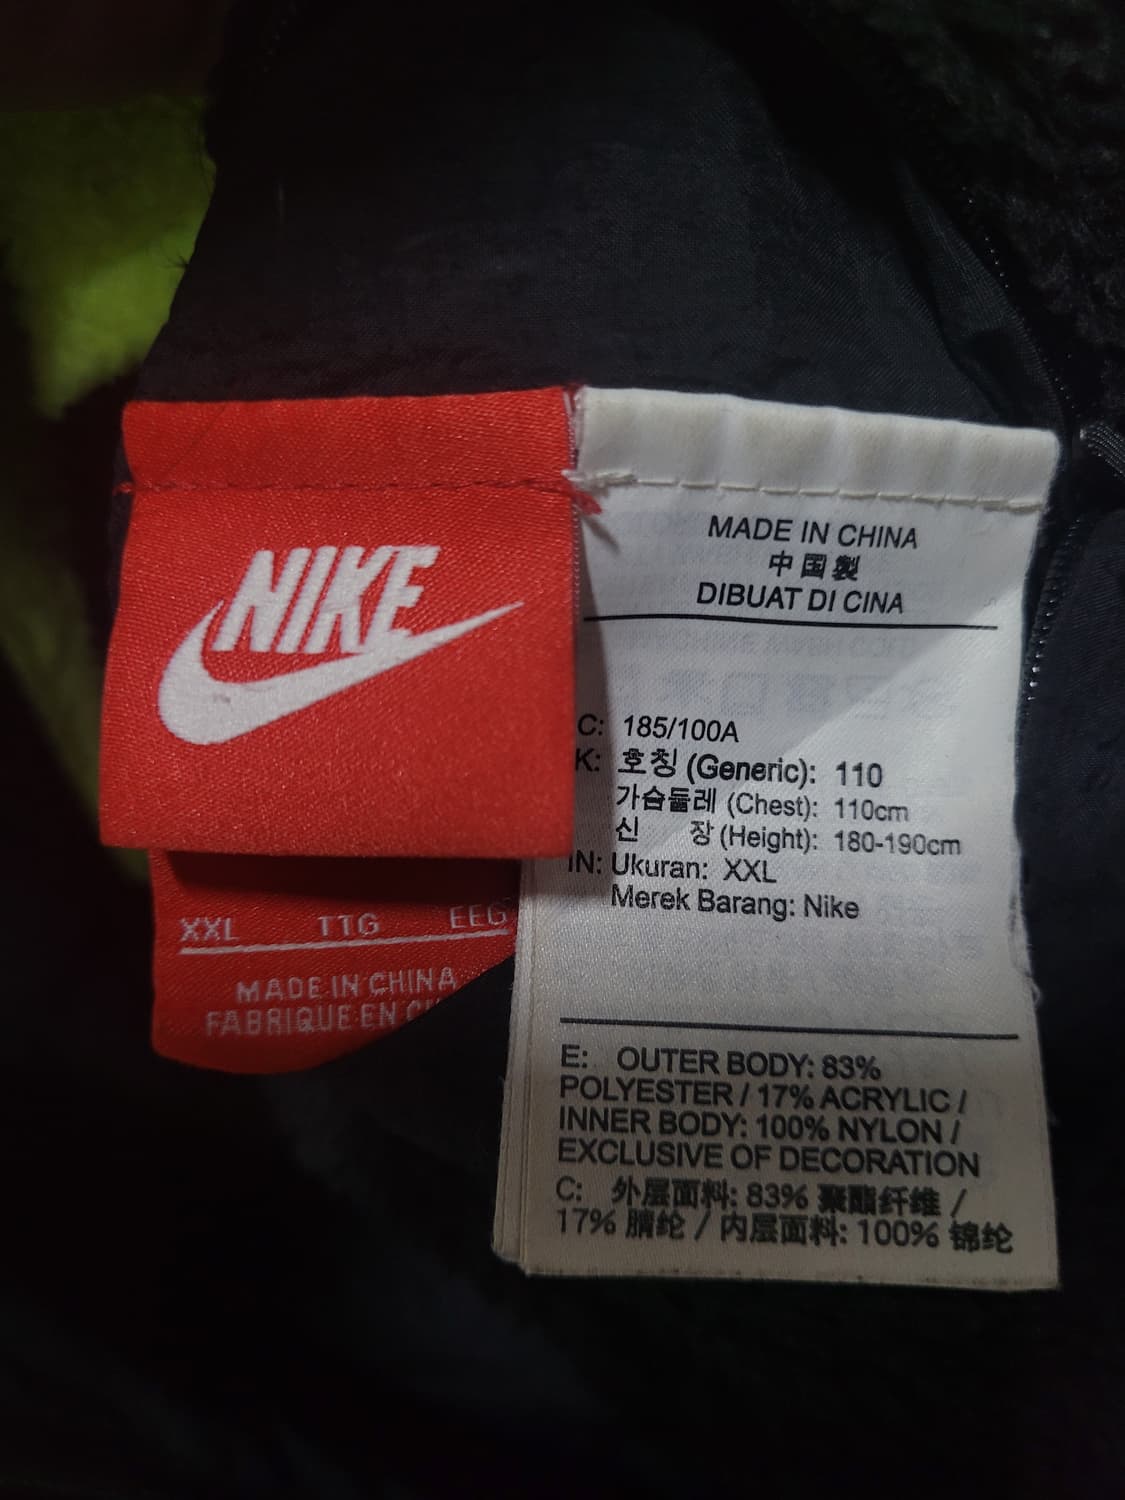 NIKE
XXL TTG EEG
MADE IN CHINA
FABRIQUE EN
MADE IN CHINA
中国製
DIBUAT DI CINA
C: 185/100A
K: 호칭 (Generic): 110
가슴둘레 (Chest): 110cm
신 장 (Height): 180-190cm
IN: Ukuran: XXL
Merek Barang: Nike
E: OUTER BODY: 83%
POLYESTER / 17% ACRYLIC /
INNER BODY: 100% NYLON /
EXCLUSIVE OF DECORATION
C: 外层面料: 83% 聚酯纤维 /
17% 腈纶 / 内层面料: 100% 锦纶